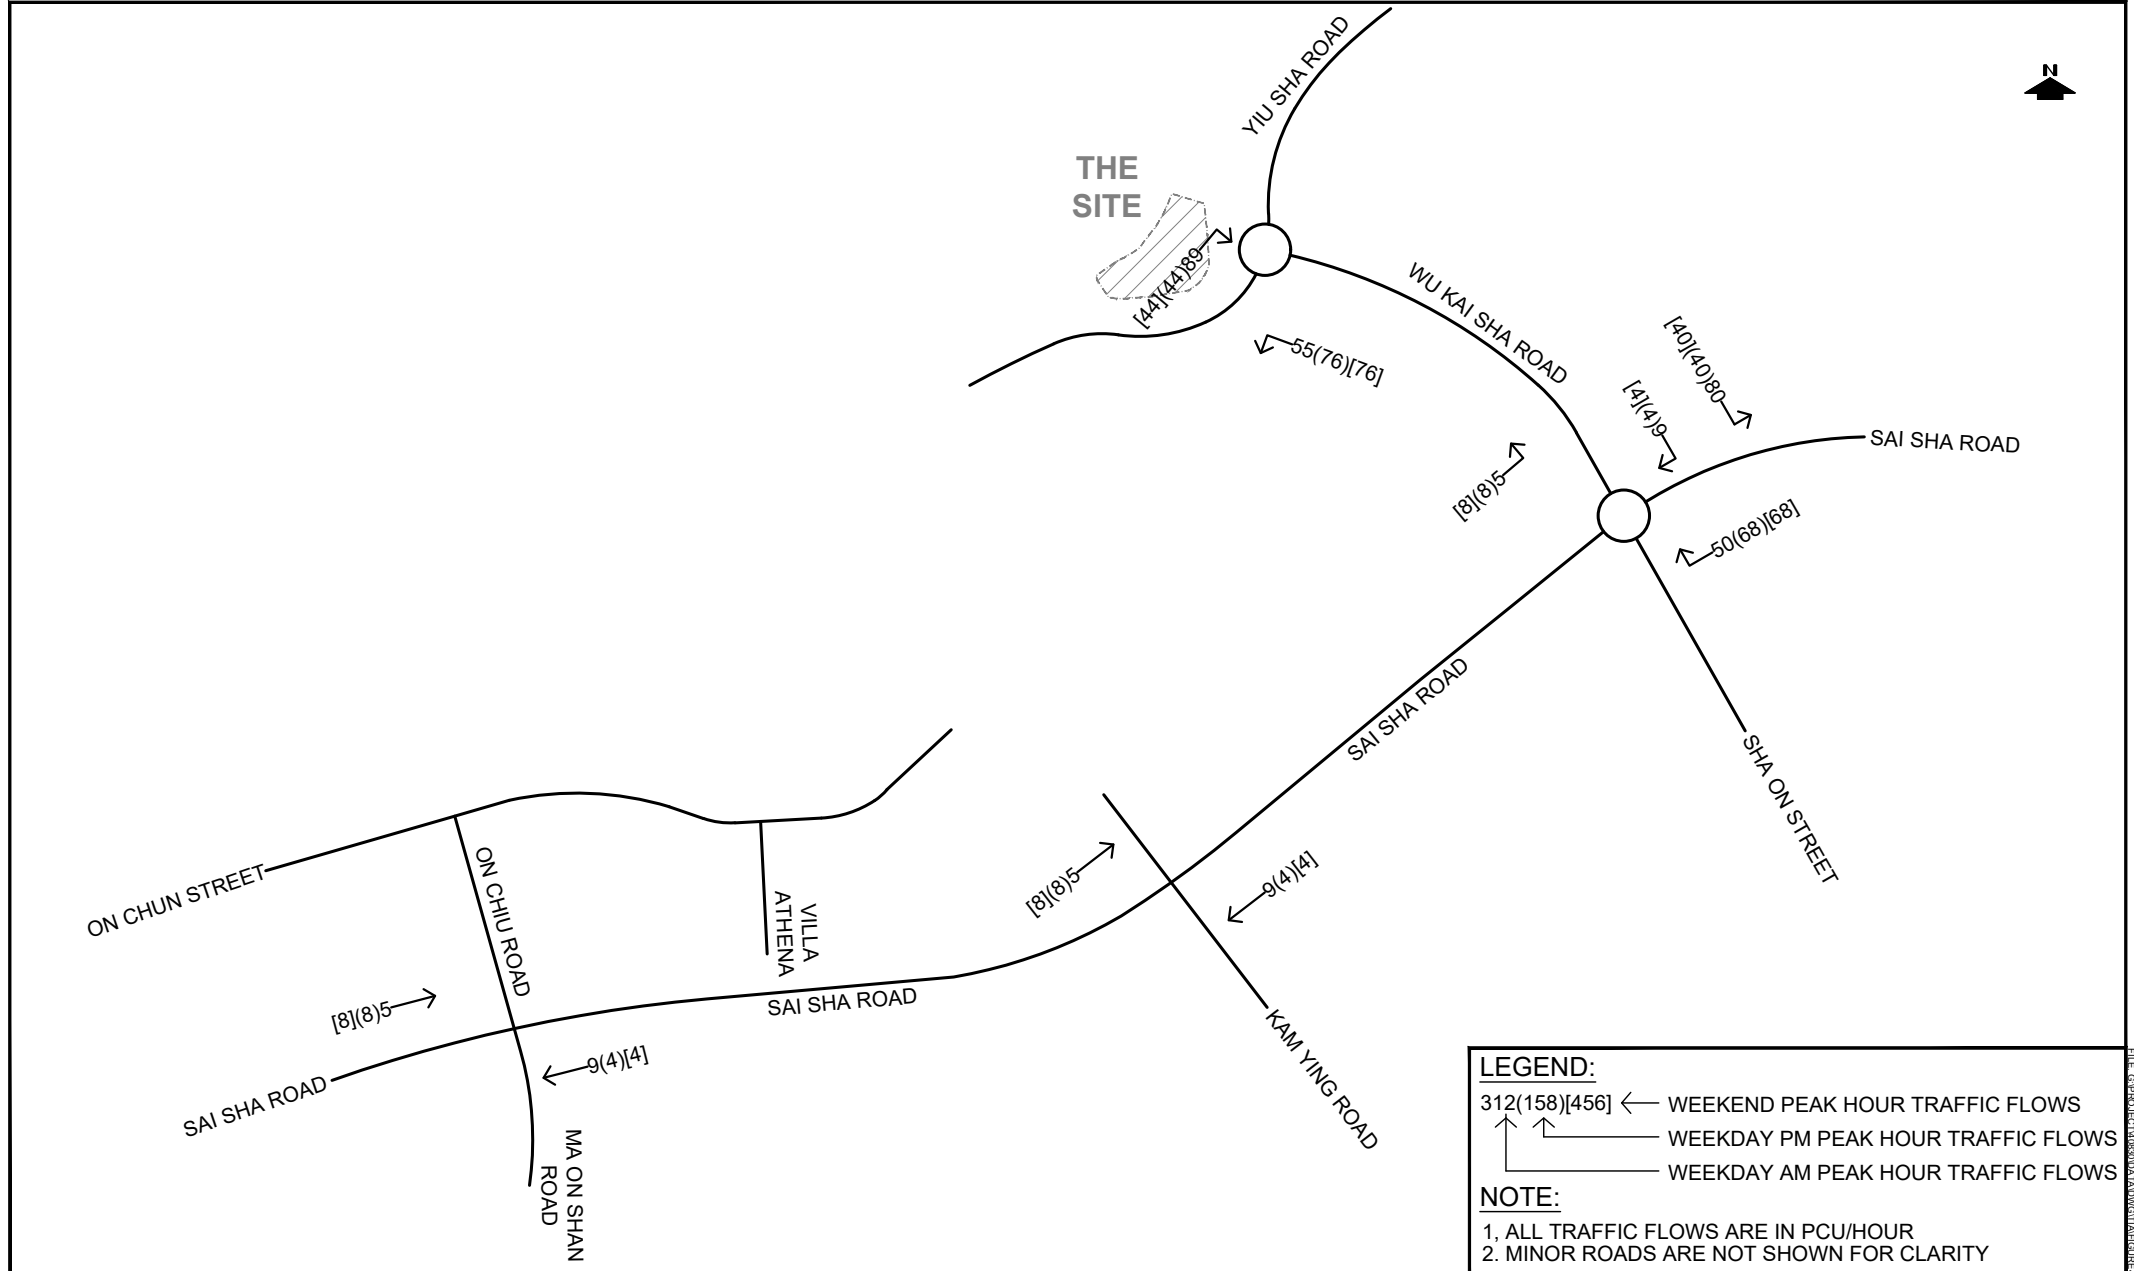 YIU SHA ROAD
N
THE
SITE
[44](44)89
WU KAI SHA ROAD
55(76)[76]
[40](40)80
[4](4)9
SAI SHA ROAD
[8](8)5
50(68)[68]
SAI SHA ROAD
SHA ON STREET
ON CHUN STREET
ON CHIU ROAD
VILLA
ATHENA
[8](8)5
9(4)[4]
[8](8)5
SAI SHA ROAD
9(4)[4]
SAI SHA ROAD
KAM YING ROAD
MA ON SHAN
ROAD
LEGEND:
312(158)[456] WEEKEND PEAK HOUR TRAFFIC FLOWS
WEEKDAY PM PEAK HOUR TRAFFIC FLOWS
WEEKDAY AM PEAK HOUR TRAFFIC FLOWS
NOTE:
1, ALL TRAFFIC FLOWS ARE IN PCU/HOUR
2. MINOR ROADS ARE NOT SHOWN FOR CLARITY